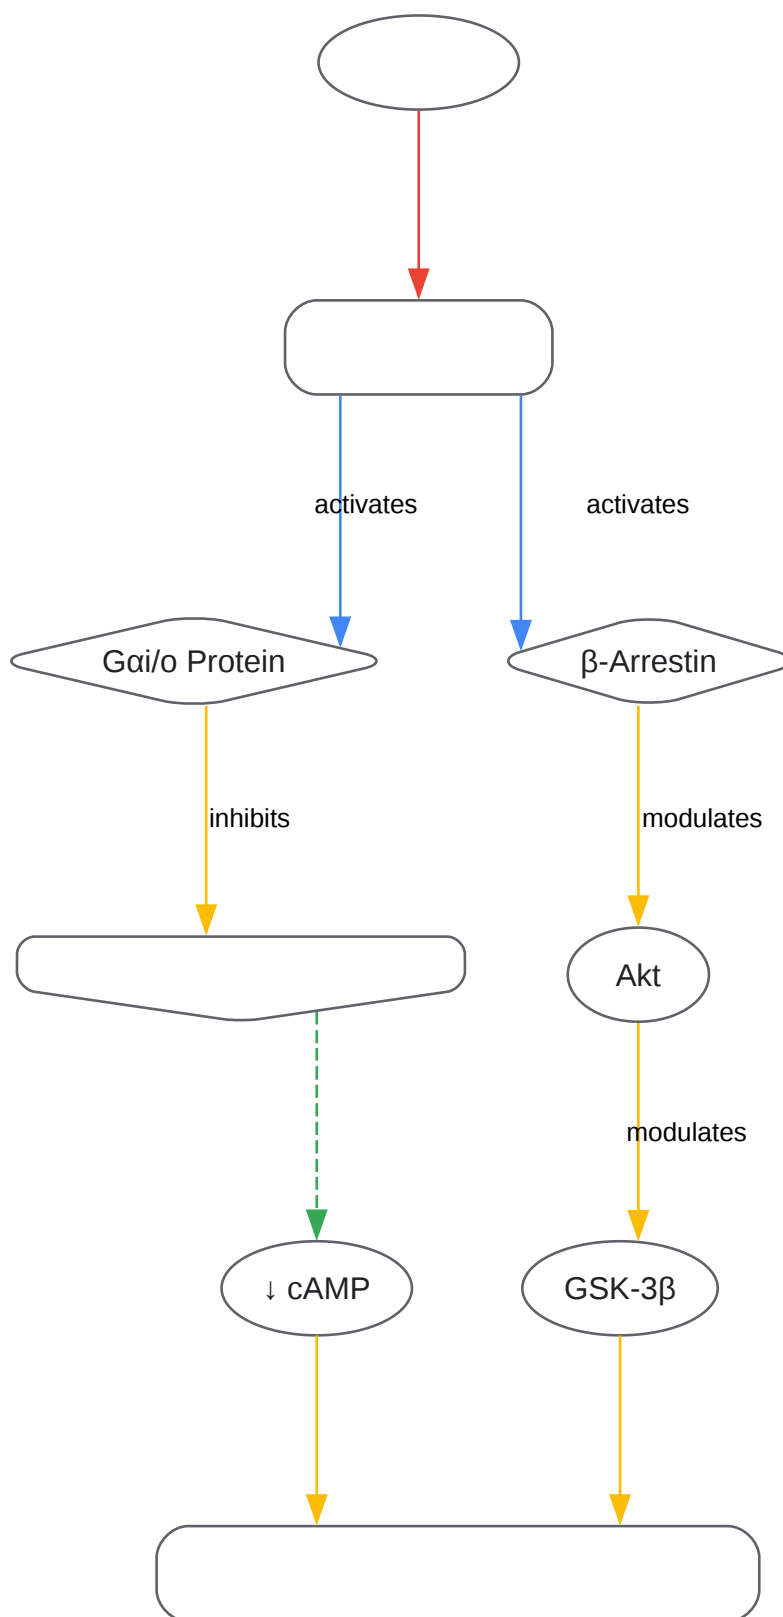 activates
activates
Gαi/o Protein
β-Arrestin
inhibits
modulates
Akt
modulates
↓ cAMP
GSK-3β